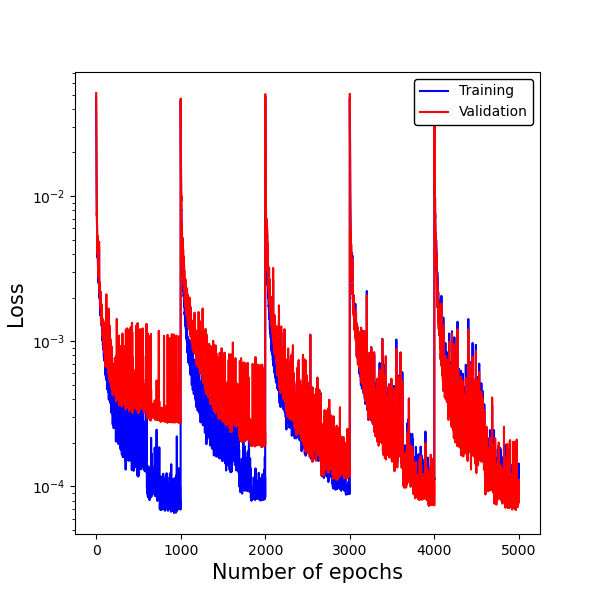 Training
Validation
10⁻²
10⁻³
10⁻⁴
Loss
0 1000 2000 3000 4000 5000
Number of epochs